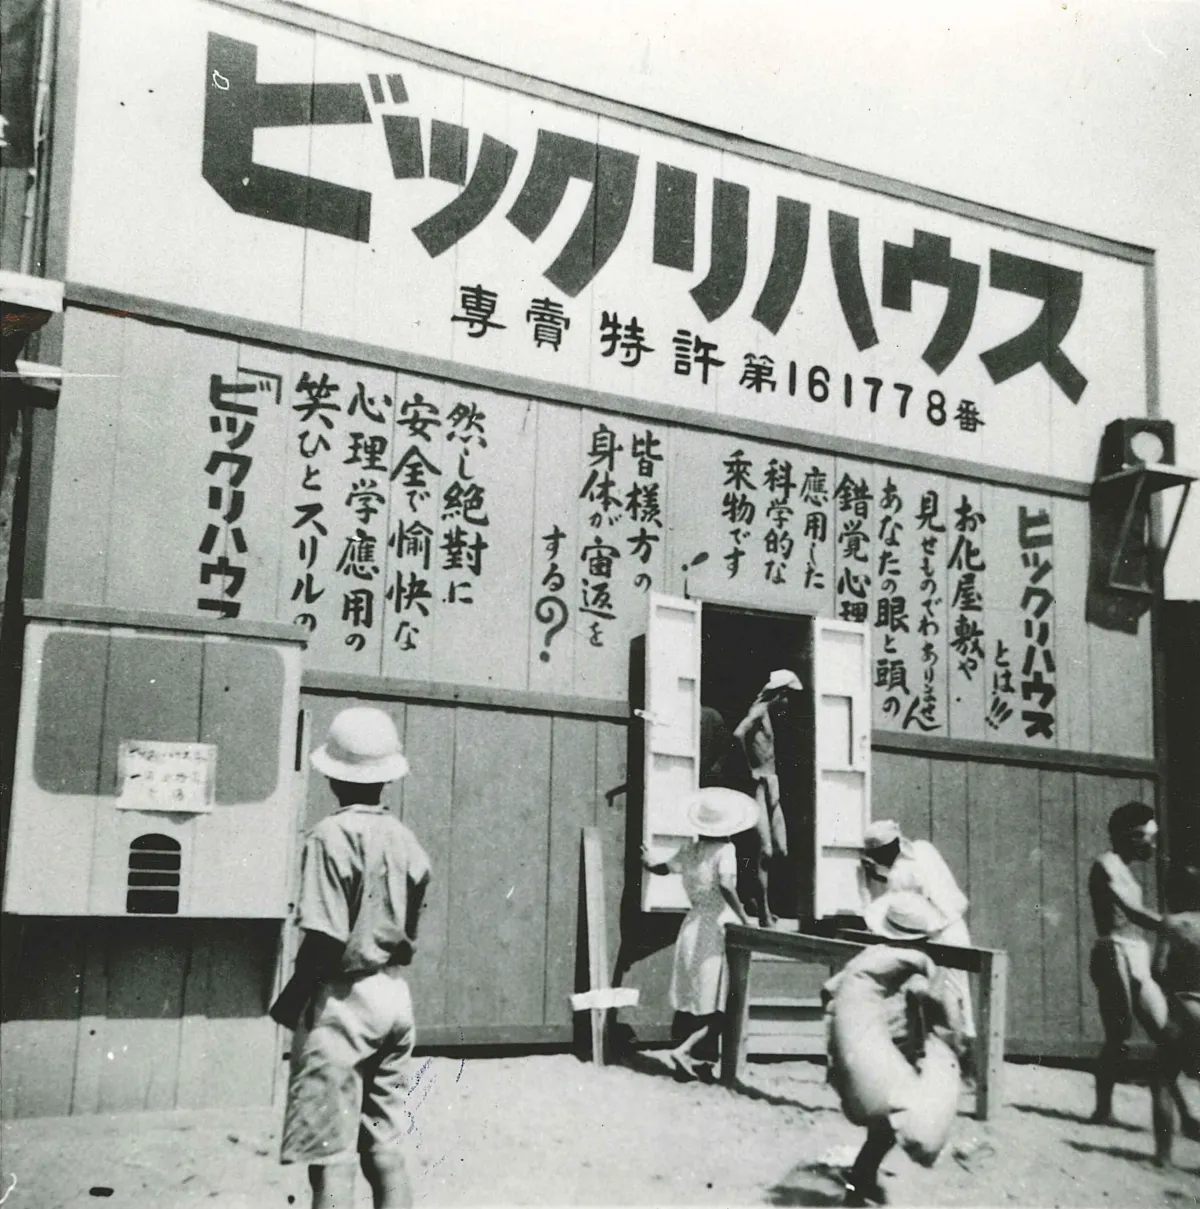 ビックリハウス
専賣特許第161778番
ビックリハウス
とは!!!
お化屋敷や
見せものでわありません
あなたの眼と頭の
錯覚心理
應用した
科学的な
乗物です
!
皆様方の
身体が宙返を
する?
然し絶對に
安全で愉快な
心理学應用の
笑ひとスリルの
「ビックリハウス